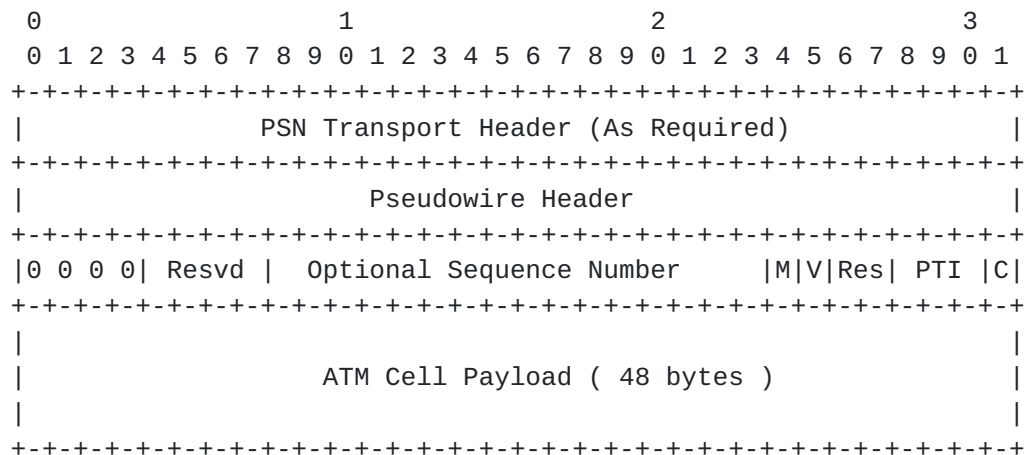 0                   1                   2                   3
 0 1 2 3 4 5 6 7 8 9 0 1 2 3 4 5 6 7 8 9 0 1 2 3 4 5 6 7 8 9 0 1
+-+-+-+-+-+-+-+-+-+-+-+-+-+-+-+-+-+-+-+-+-+-+-+-+-+-+-+-+-+-+-+-+
|               PSN Transport Header (As Required)              |
+-+-+-+-+-+-+-+-+-+-+-+-+-+-+-+-+-+-+-+-+-+-+-+-+-+-+-+-+-+-+-+-+
|                      Pseudowire Header                        |
+-+-+-+-+-+-+-+-+-+-+-+-+-+-+-+-+-+-+-+-+-+-+-+-+-+-+-+-+-+-+-+-+
|0 0 0 0| Resvd |  Optional Sequence Number     |M|V|Res| PTI |C|
+-+-+-+-+-+-+-+-+-+-+-+-+-+-+-+-+-+-+-+-+-+-+-+-+-+-+-+-+-+-+-+-+
|                                                               |
|                   ATM Cell Payload ( 48 bytes )               |
|                                                               |
+-+-+-+-+-+-+-+-+-+-+-+-+-+-+-+-+-+-+-+-+-+-+-+-+-+-+-+-+-+-+-+-+